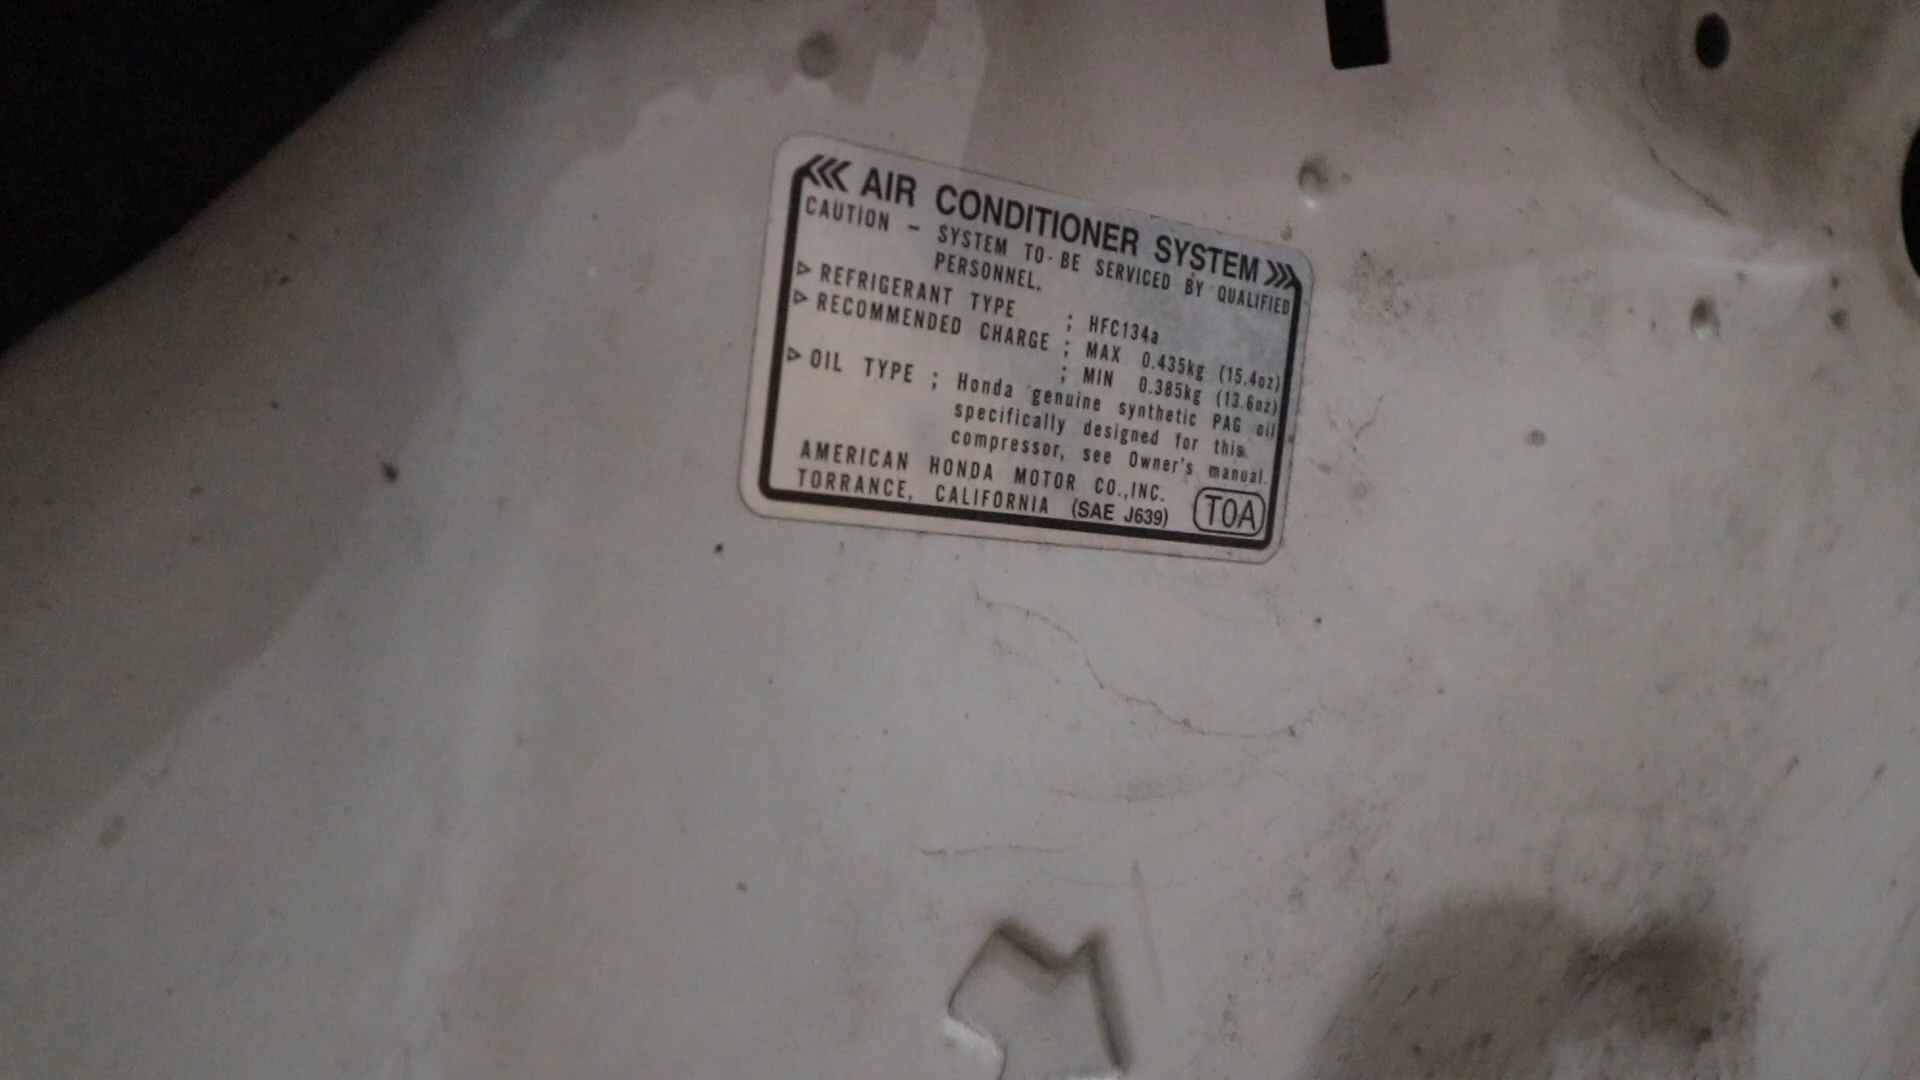 AIR CONDITIONER SYSTEM
CAUTION - SYSTEM TO BE SERVICED BY QUALIFIED
PERSONNEL.
REFRIGERANT TYPE ; HFC134a
RECOMMENDED CHARGE ; MAX 0.435kg (15.4oz)
; MIN 0.385kg (13.6oz)
OIL TYPE ; Honda genuine synthetic PAG oil
specifically designed for this
compressor, see Owner's manual.
AMERICAN HONDA MOTOR CO.,INC.
TORRANCE, CALIFORNIA (SAE J639) T0A